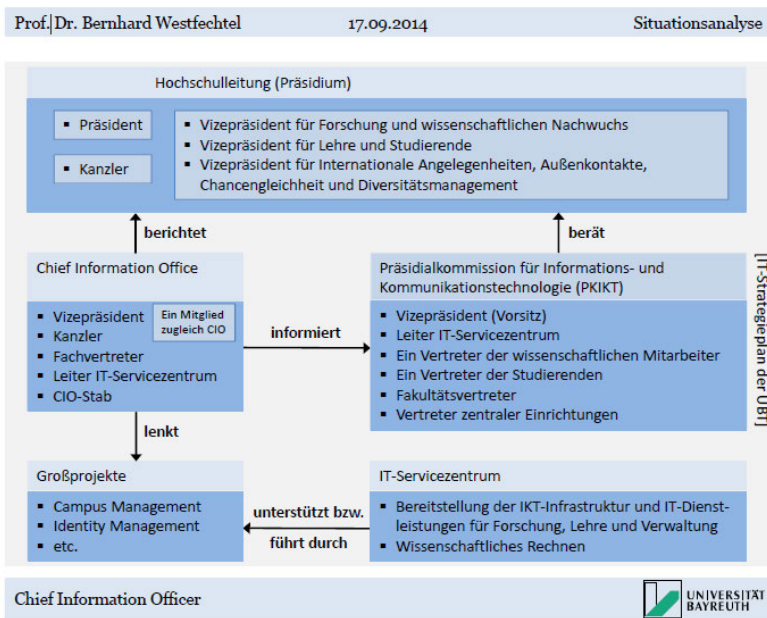 Prof. Dr. Bernhard Westfechtel 17.09.2014 Situationsanalyse
Hochschulleitung (Präsidium)
▪ Präsident
▪ Kanzler
▪ Vizepräsident für Forschung und wissenschaftlichen Nachwuchs
▪ Vizepräsident für Lehre und Studierende
▪ Vizepräsident für Internationale Angelegenheiten, Außenkontakte,
Chancengleichheit und Diversitätsmanagement
berichtet
berät
Chief Information Office
▪ Vizepräsident
▪ Kanzler
▪ Fachvertreter
▪ Leiter IT-Servicezentrum
▪ CIO-Stab
Ein Mitglied
zugleich CIO
informiert
Präsidialkommission für Informations- und
Kommunikationstechnologie (PKIKT)
▪ Vizepräsident (Vorsitz)
▪ Leiter IT-Servicezentrum
▪ Ein Vertreter der wissenschaftlichen Mitarbeiter
▪ Ein Vertreter der Studierenden
▪ Fakultätsvertreter
▪ Vertreter zentraler Einrichtungen
[IT-Strategieplan der UBT]
lenkt
Großprojekte
▪ Campus Management
▪ Identity Management
▪ etc.
unterstützt bzw.
führt durch
IT-Servicezentrum
▪ Bereitstellung der IKT-Infrastruktur und IT-Dienst-
leistungen für Forschung, Lehre und Verwaltung
▪ Wissenschaftliches Rechnen
Chief Information Officer
UNIVERSITÄT
BAYREUTH